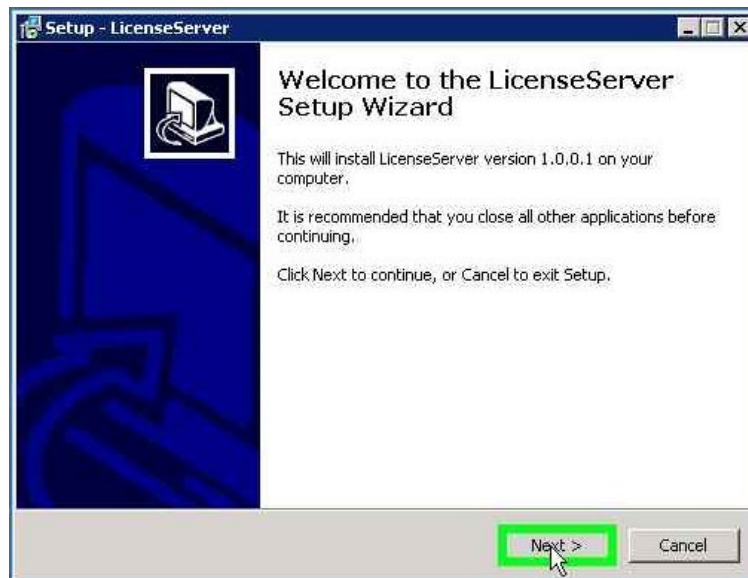 Setup - LicenseServer
Welcome to the LicenseServer
Setup Wizard
This will install LicenseServer version 1.0.0.1 on your
computer.
It is recommended that you close all other applications before
continuing.
Click Next to continue, or Cancel to exit Setup.
Next >
Cancel